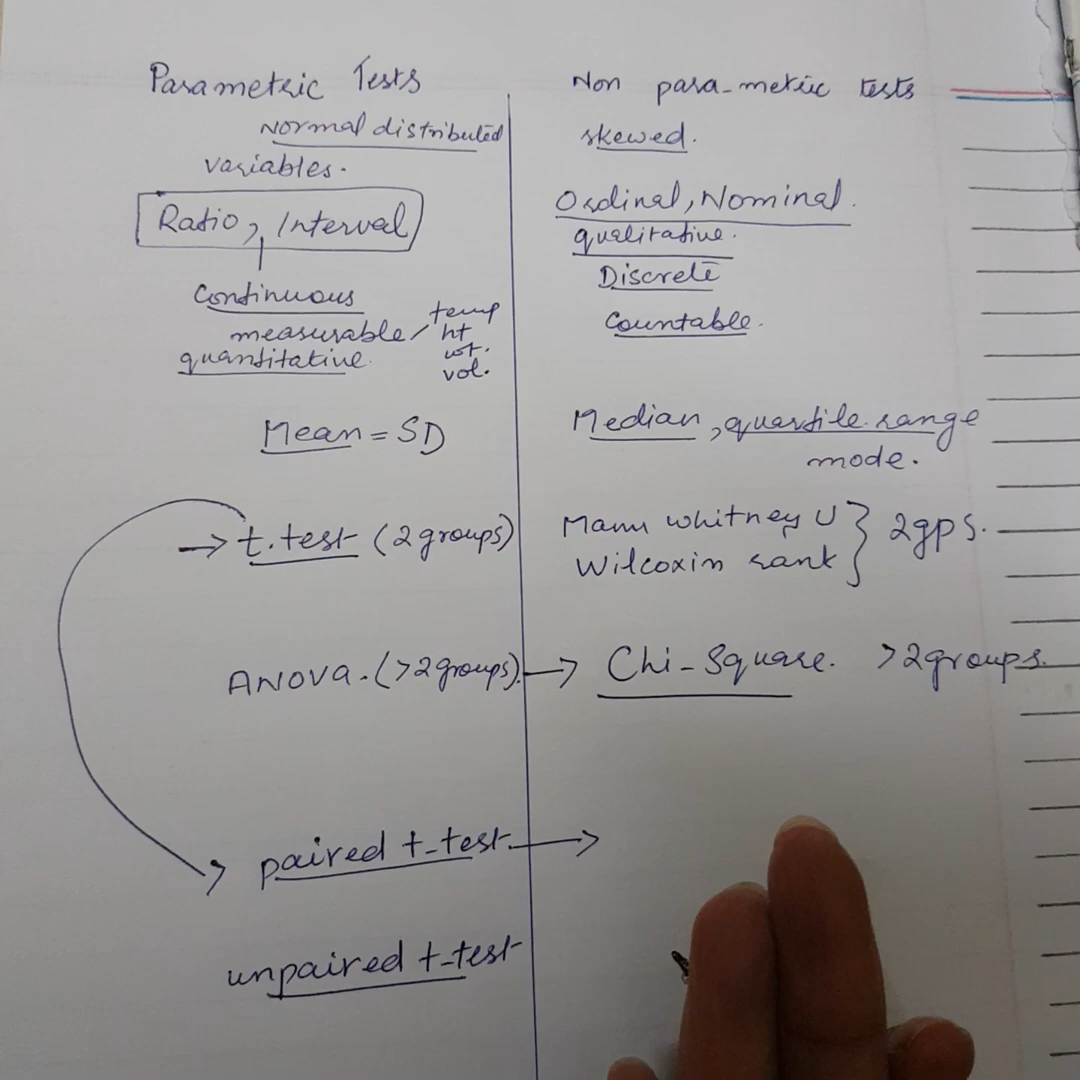 Parametric Tests
Normal distributed
variables.
Ratio, Interval
Continuous
measurable
quantitative.
temp
ht
wt.
vol.
Mean = SD
→ t.test (2 groups)
ANOVA. (>2 groups). →
paired t-test. →
unpaired t-test
Non para-metric tests
skewed.
Ordinal, Nominal.
qualitative.
Discrete
Countable.
Median, quartile range
mode.
Mann whitney U
Wilcoxin rank
} 2gps.
Chi-Square. >2groups.